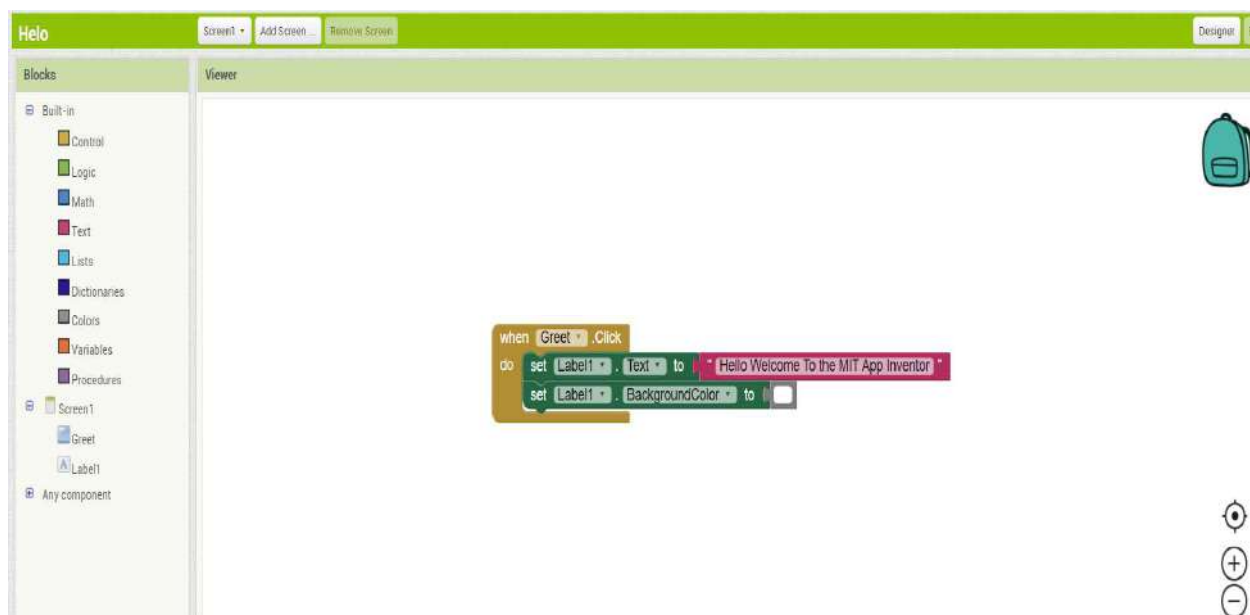 Helo
Screen1
Add Screen ...
Remove Screen
Designer
Blocks
Viewer
Built-in
Control
Logic
Math
Text
Lists
Dictionaries
Colors
Variables
Procedures
Screen1
Greet
Label1
Any component
when Greet .Click
do set Label1 . Text to " Hello Welcome To the MIT App Inventor "
set Label1 . BackgroundColor to